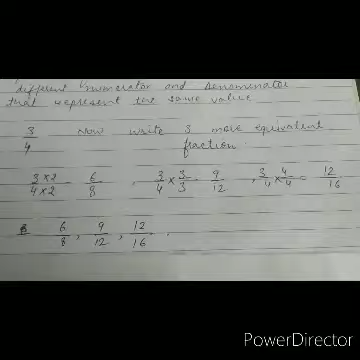 different Enumerator and Denominator
that represent the same value
3/4 Now write 3 more equivalent
fraction
3×2/4×2 6/8 , 3/4 × 3/3 9/12 , 3/4 × 4/4 = 12/16
6/8 , 9/12 , 12/16 .
PowerDirector